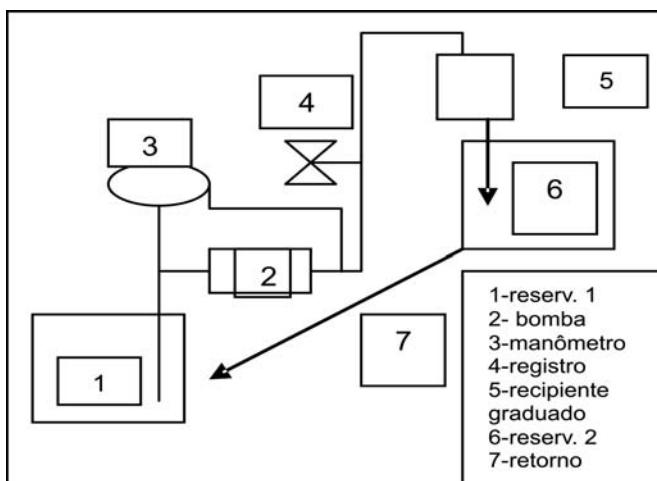 4
5
3
6
2
1
7
1-reserv. 1
2- bomba
3-manômetro
4-registro
5-recipiente
graduado
6-reserv. 2
7-retorno